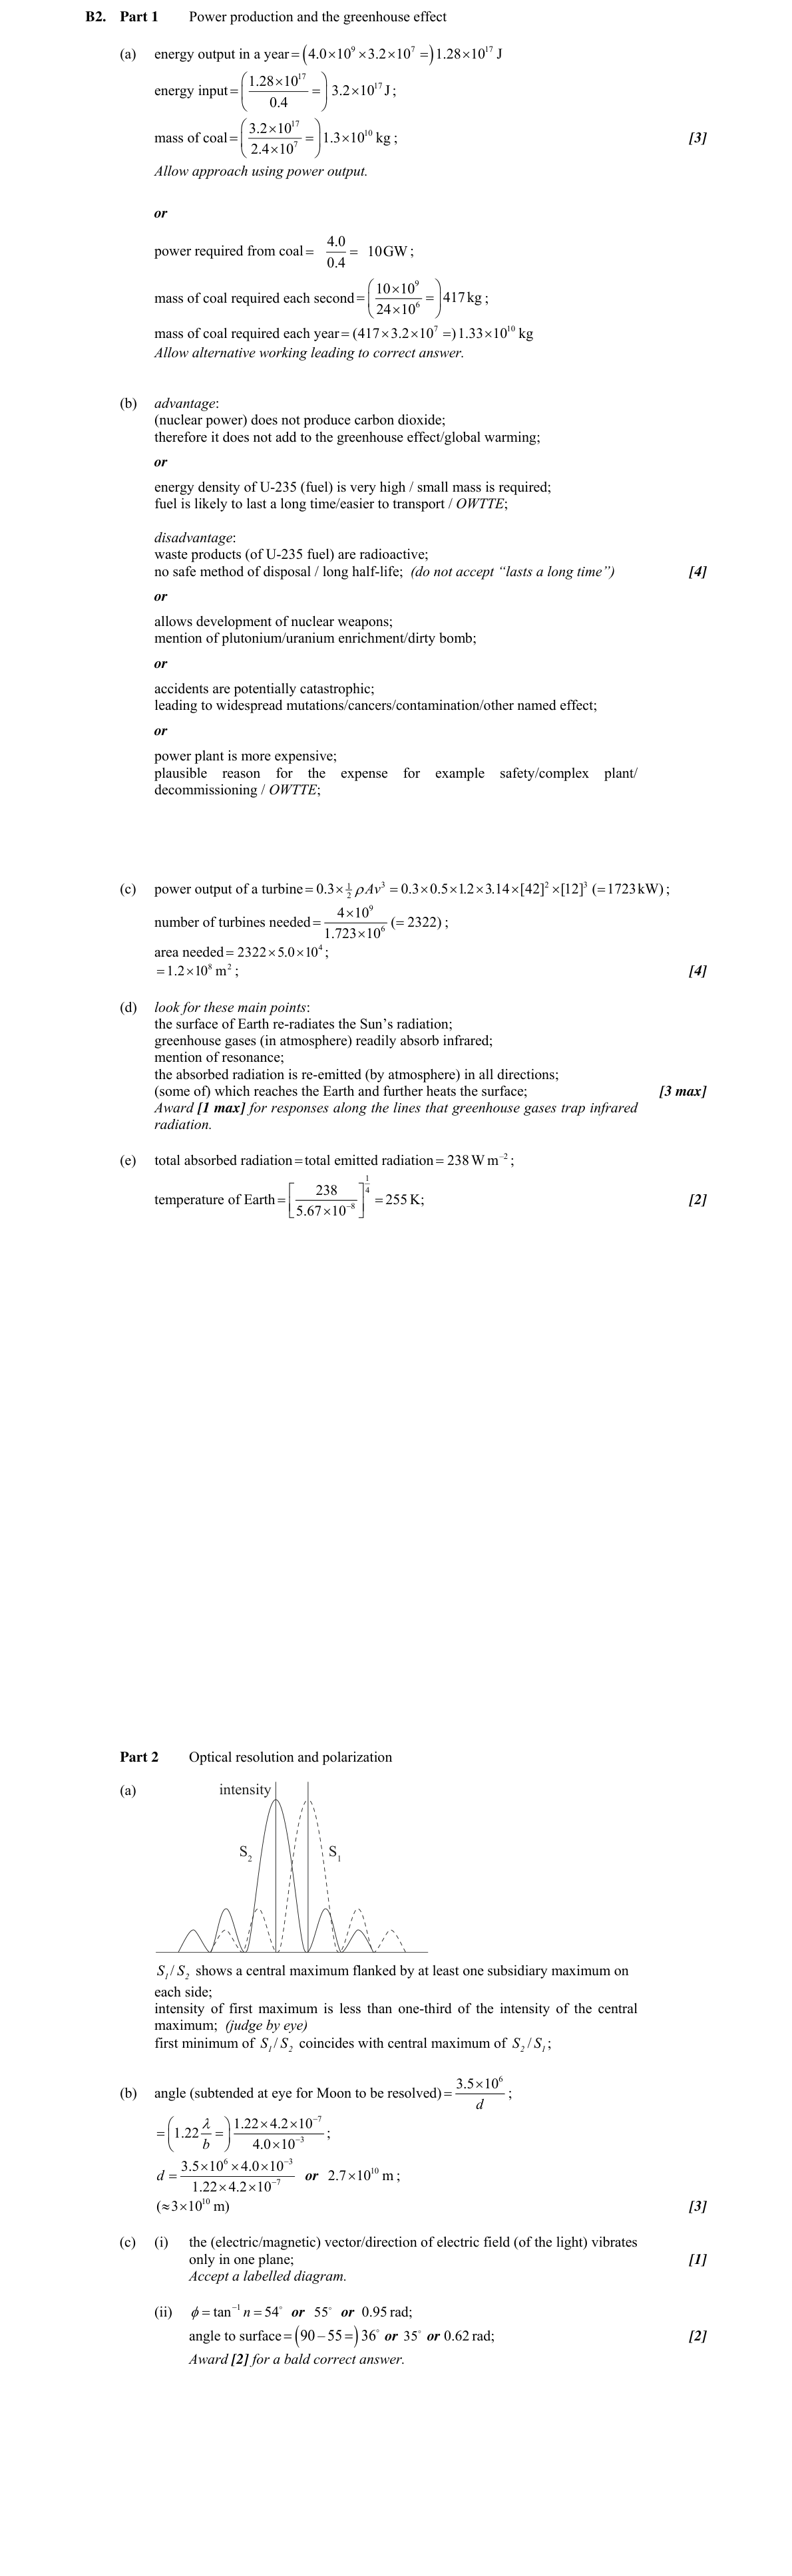 B2. Part 1 Power production and the greenhouse effect
(a) energy output in a year = (4.0×10⁹ × 3.2×10⁷ =) 1.28×10¹⁷ J
energy input = (1.28×10¹⁷ / 0.4 =) 3.2×10¹⁷ J ;
mass of coal = (3.2×10¹⁷ / 2.4×10⁷ =) 1.3×10¹⁰ kg ; [3]
Allow approach using power output.
or
power required from coal = 4.0 / 0.4 = 10 GW ;
mass of coal required each second = (10×10⁹ / 24×10⁶ =) 417 kg ;
mass of coal required each year = (417×3.2×10⁷ =) 1.33×10¹⁰ kg
Allow alternative working leading to correct answer.
(b) advantage:
(nuclear power) does not produce carbon dioxide;
therefore it does not add to the greenhouse effect/global warming;
or
energy density of U-235 (fuel) is very high / small mass is required;
fuel is likely to last a long time/easier to transport / OWTTE;
disadvantage:
waste products (of U-235 fuel) are radioactive;
no safe method of disposal / long half-life; (do not accept “lasts a long time”) [4]
or
allows development of nuclear weapons;
mention of plutonium/uranium enrichment/dirty bomb;
or
accidents are potentially catastrophic;
leading to widespread mutations/cancers/contamination/other named effect;
or
power plant is more expensive;
plausible reason for the expense for example safety/complex plant/
decommissioning / OWTTE;
(c) power output of a turbine = 0.3× ½ ρAv³ = 0.3×0.5×1.2×3.14×[42]² ×[12]³ (=1723 kW) ;
number of turbines needed = 4×10⁹ / 1.723×10⁶ (= 2322) ;
area needed = 2322×5.0×10⁴ ;
=1.2×10⁸ m² ; [4]
(d) look for these main points:
the surface of Earth re-radiates the Sun’s radiation;
greenhouse gases (in atmosphere) readily absorb infrared;
mention of resonance;
the absorbed radiation is re-emitted (by atmosphere) in all directions;
(some of) which reaches the Earth and further heats the surface; [3 max]
Award [1 max] for responses along the lines that greenhouse gases trap infrared
radiation.
(e) total absorbed radiation = total emitted radiation = 238 W m⁻² ;
temperature of Earth = [238 / 5.67×10⁻⁸]^(1/4) = 255 K; [2]
Part 2 Optical resolution and polarization
(a) intensity
S₂ S₁
S₁/S₂ shows a central maximum flanked by at least one subsidiary maximum on
each side;
intensity of first maximum is less than one-third of the intensity of the central
maximum; (judge by eye)
first minimum of S₁/S₂ coincides with central maximum of S₂/S₁;
(b) angle (subtended at eye for Moon to be resolved) = 3.5×10⁶ / d ;
= (1.22 λ/b =) 1.22×4.2×10⁻⁷ / 4.0×10⁻³ ;
d = 3.5×10⁶ ×4.0×10⁻³ / 1.22×4.2×10⁻⁷ or 2.7×10¹⁰ m ;
(≈3×10¹⁰ m) [3]
(c) (i) the (electric/magnetic) vector/direction of electric field (of the light) vibrates
only in one plane; [1]
Accept a labelled diagram.
(ii) ϕ = tan⁻¹ n = 54° or 55° or 0.95 rad;
angle to surface = (90−55 =) 36° or 35° or 0.62 rad; [2]
Award [2] for a bald correct answer.